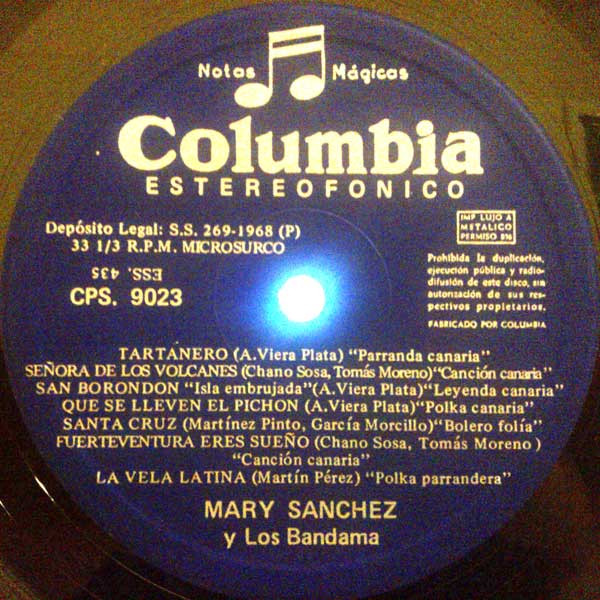 Notas Mágicas
Columbia
ESTEREOFONICO
Depósito Legal: S.S. 269-1968 (P)
33 1/3 R.P.M. MICROSURCO
ESS. 435
CPS. 9023
IMP LUJO A
METALICO
PERMISO 816
Prohibida la duplicación,
ejecución pública y radio-
difusión de este disco, sin
autorización de sus res-
pectivos propietarios.
FABRICADO POR COLUMBIA
TARTANERO (A.Viera Plata) “Parranda canaria”
SEÑORA DE LOS VOLCANES (Chano Sosa, Tomás Moreno)“Canción canaria”
SAN BORONDON “Isla embrujada”(A.Viera Plata)“Leyenda canaria”
QUE SE LLEVEN EL PICHON (A.Viera Plata)“Polka canaria”
SANTA CRUZ (Martínez Pinto, García Morcillo)“Bolero folía”
FUERTEVENTURA ERES SUEÑO (Chano Sosa, Tomás Moreno)
“Canción canaria”
LA VELA LATINA (Martín Pérez) “Polka parrandera”
MARY SANCHEZ
y Los Bandama